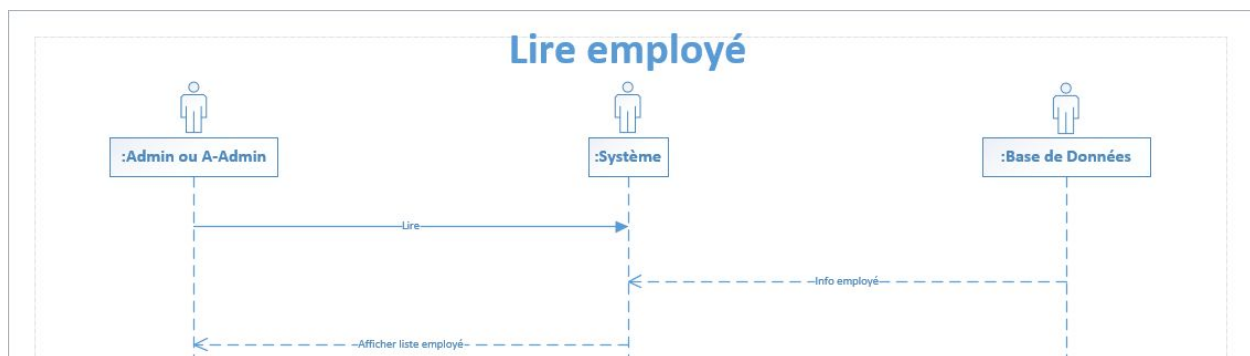 Lire employé
:Admin ou A-Admin
:Système
:Base de Données
Lire
Info employé
Afficher liste employé